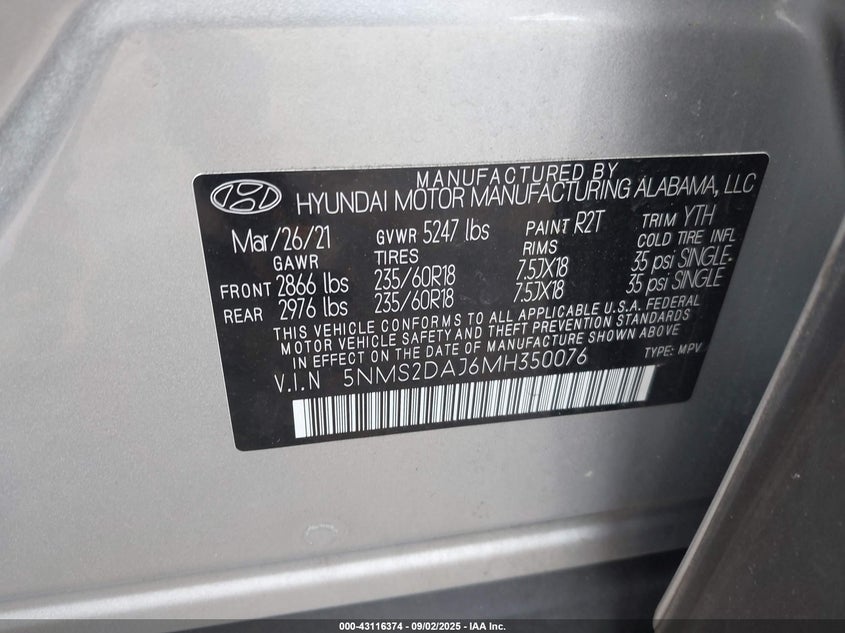 MANUFACTURED BY
HYUNDAI MOTOR MANUFACTURING ALABAMA, LLC
Mar/26/21 GVWR 5247 lbs PAINT R2T TRIM YTH
GAWR TIRES RIMS COLD TIRE INFL
FRONT 2866 lbs 235/60R18 7.5JX18 35 psi SINGLE
REAR 2976 lbs 235/60R18 7.5JX18 35 psi SINGLE
THIS VEHICLE CONFORMS TO ALL APPLICABLE U.S.A. FEDERAL
MOTOR VEHICLE SAFETY AND THEFT PREVENTION STANDARDS
IN EFFECT ON THE DATE OF MANUFACTURE SHOWN ABOVE
V.I.N 5NMS2DAJ6MH350076 TYPE: MPV
000-43116374 | 09/02/2025 | IAA Inc.